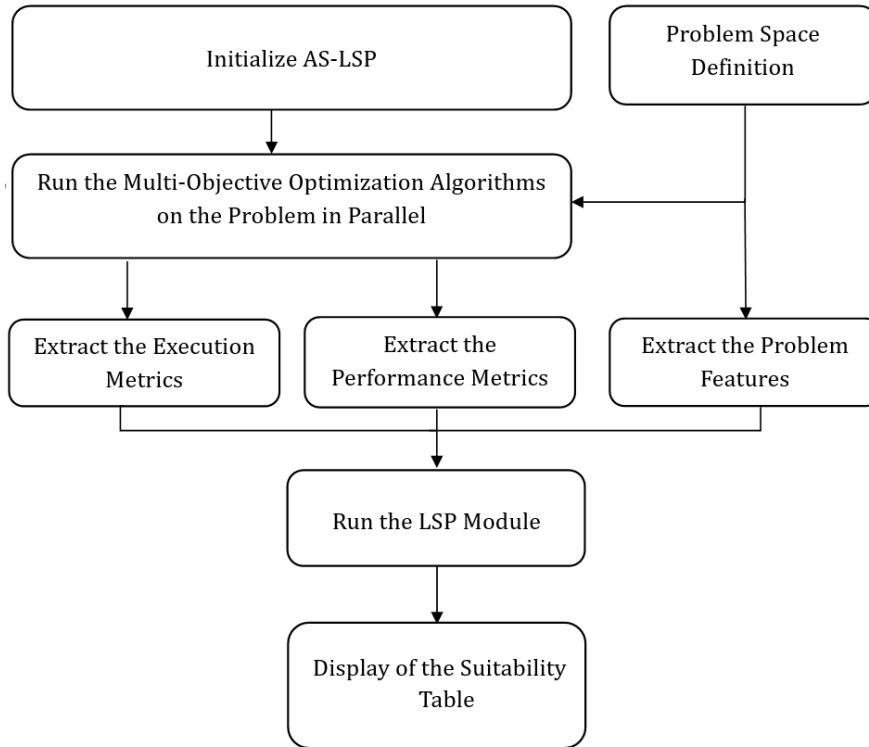 Initialize AS-LSP
Problem Space
Definition
Run the Multi-Objective Optimization Algorithms
on the Problem in Parallel
Extract the Execution
Metrics
Extract the
Performance Metrics
Extract the Problem
Features
Run the LSP Module
Display of the Suitability
Table